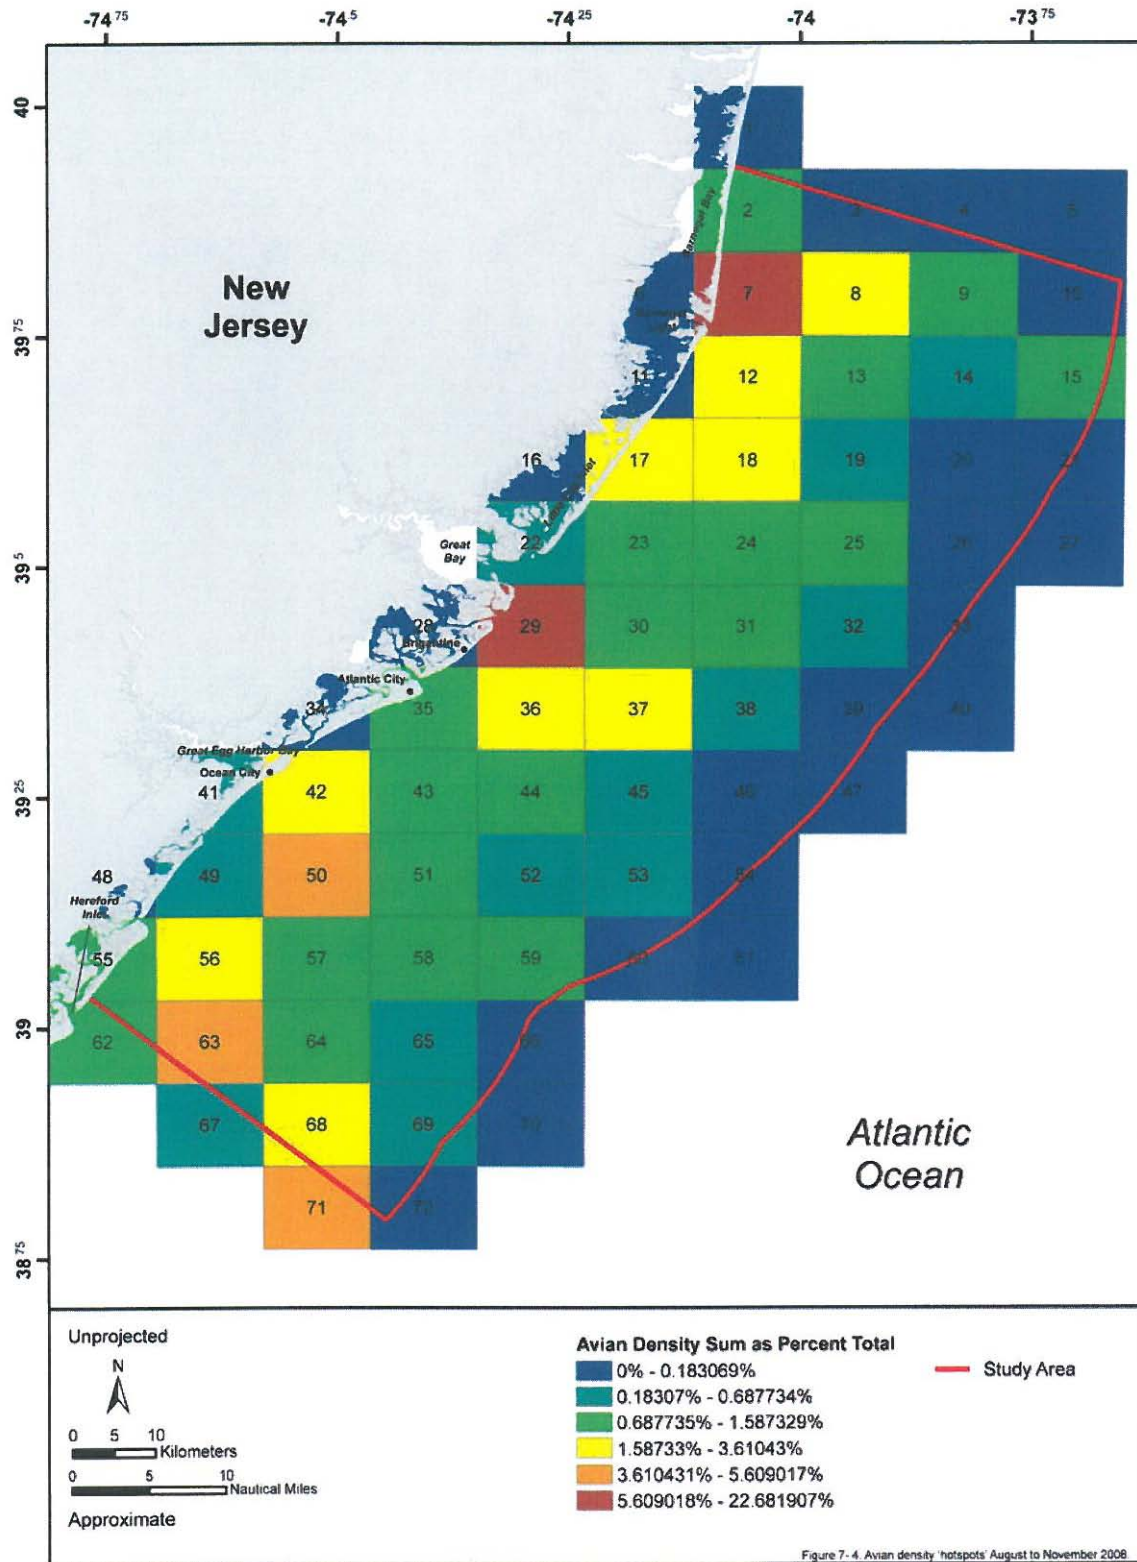 -74 75 -74 5 -74 25 -74 -73 75
40
1
2 3 4 5
Barnegat Bay
New
Jersey
7 8 9 10
39 75
11 12 13 14 15
16 17 18 19 20 21
Great
Bay
22 23 24 25 26 27
39 5
28 29 30 31 32 33
Brigantine
Atlantic City
34 35 36 37 38 39 40
Great Egg Harbor Bay
Ocean City
41 42 43 44 45 46 47
39 25
48 49 50 51 52 53 54
Hereford
Inlet
55 56 57 58 59 60 61
39
62 63 64 65 66
67 68 69 70
Atlantic
Ocean
71 72
38 75
Unprojected
N
0 5 10
Kilometers
0 5 10
Nautical Miles
Approximate
Avian Density Sum as Percent Total
0% - 0.183069%
0.18307% - 0.687734%
0.687735% - 1.587329%
1.58733% - 3.61043%
3.610431% - 5.609017%
5.609018% - 22.681907%
Study Area
Figure 7- 4. Avian density 'hotspots' August to November 2008